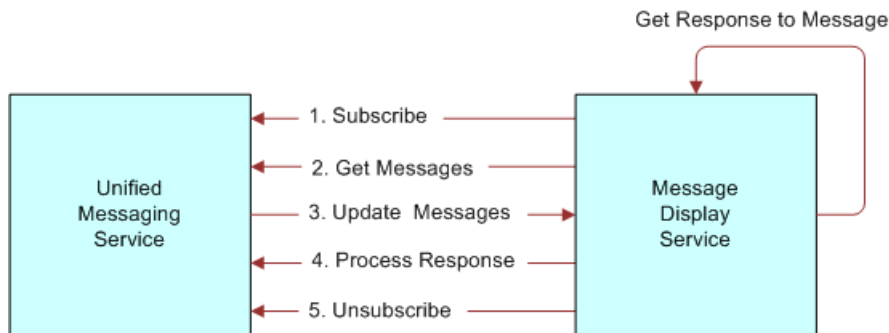 Get Response to Message
1. Subscribe
2. Get Messages
3. Update Messages
4. Process Response
5. Unsubscribe
Unified
Messaging
Service
Message
Display
Service